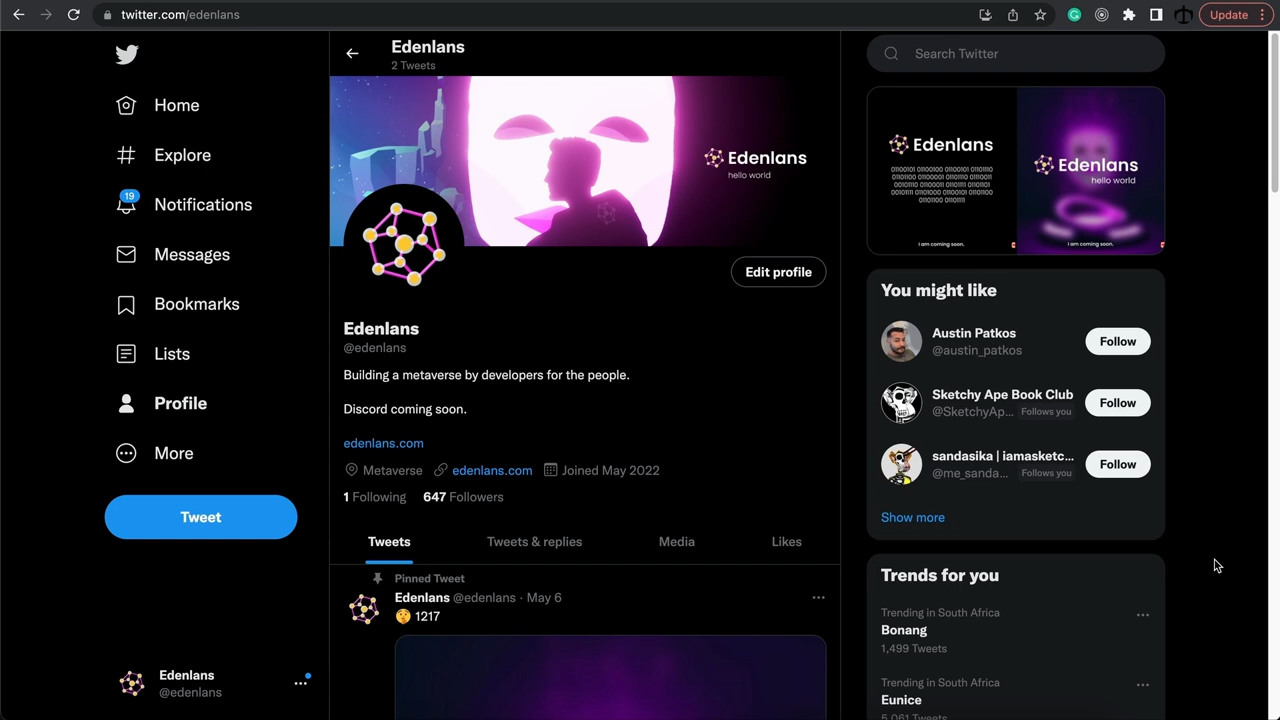 twitter.com/edenlans
Update
Home
Explore
19
Notifications
Messages
Bookmarks
Lists
Profile
More
Tweet
Edenlans
@edenlans
Edenlans
2 Tweets
Edenlans
hello world
Edit profile
Edenlans
@edenlans
Building a metaverse by developers for the people.
Discord coming soon.
edenlans.com
Metaverse edenlans.com Joined May 2022
1 Following 647 Followers
Tweets Tweets & replies Media Likes
Pinned Tweet
Edenlans @edenlans · May 6
🤫 1217
Search Twitter
Edenlans
I am coming soon.
Edenlans
hello world
I am coming soon.
You might like
Austin Patkos
@austin_patkos
Follow
Sketchy Ape Book Club
@SketchyAp... Follows you
Follow
sandasika | iamasketc...
@me_sanda... Follows you
Follow
Show more
Trends for you
Trending in South Africa
Bonang
1,499 Tweets
Trending in South Africa
Eunice
5,061 Tweets